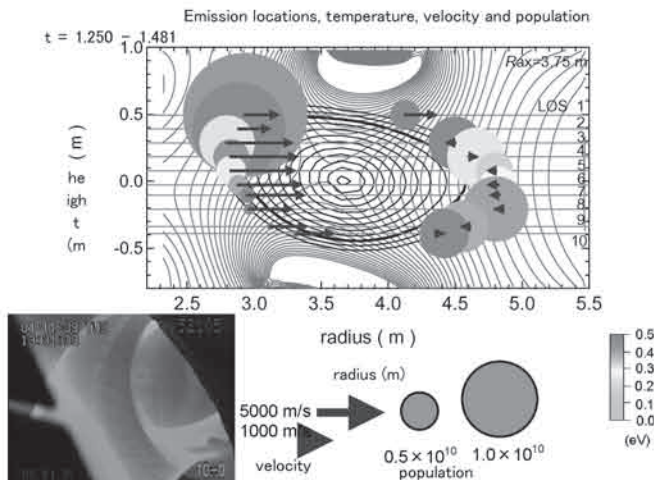 Emission locations, temperature, velocity and population
t = 1.250 – 1.481
Rax=3.75 m
LOS 1
2
3
4
5
6
7
8
9
10
1.0
0.5
0.0
-0.5
(m)
he
igh
t
(m
2.5 3.0 3.5 4.0 4.5 5.0 5.5
radius ( m )
radius (m)
5000 m/s
1000 m/s
velocity
0.5 × 10¹⁰
1.0 × 10¹⁰
population
0.5
0.4
0.3
0.2
0.1
0.0
(eV)